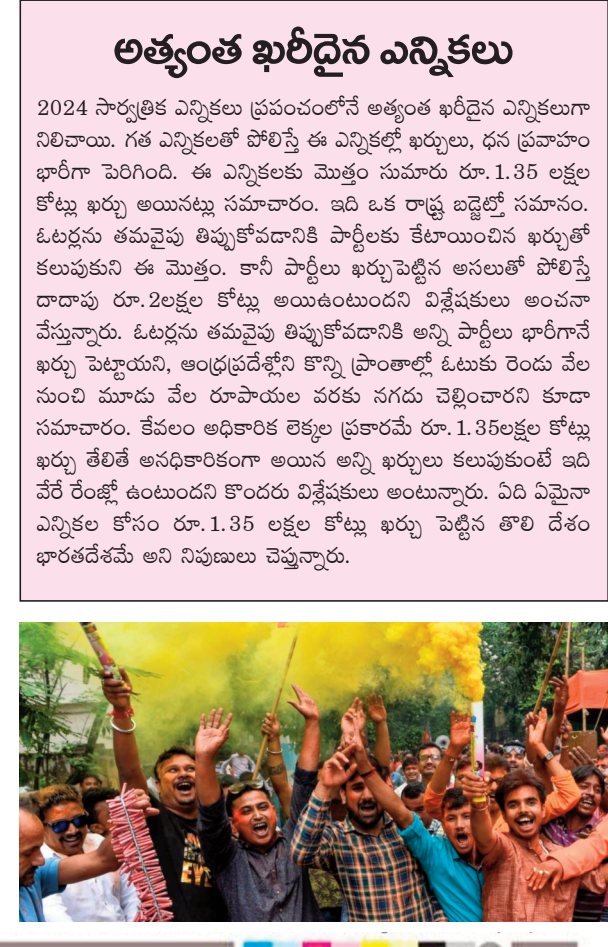 అత్యంత ఖరీదైన ఎన్నికలు
2024 సార్వత్రిక ఎన్నికలు ప్రపంచంలోనే అత్యంత ఖరీదైన ఎన్నికలుగా
నిలిచాయి. గత ఎన్నికలతో పోలిస్తే ఈ ఎన్నికల్లో ఖర్చులు, ధన ప్రవాహం
భారీగా పెరిగింది. ఈ ఎన్నికలకు మొత్తం సుమారు రూ.1.35 లక్షల
కోట్లు ఖర్చు అయినట్లు సమాచారం. ఇది ఒక రాష్ట్ర బడ్జెట్తో సమానం.
ఓటర్లను తమవైపు తిప్పుకోవడానికి పార్టీలకు కేటాయించిన ఖర్చుతో
కలుపుకుని ఈ మొత్తం. కానీ పార్టీలు ఖర్చుపెట్టిన అసలుతో పోలిస్తే
దాదాపు రూ.2లక్షల కోట్లు అయిఉంటుందని విశ్లేషకులు అంచనా
వేస్తున్నారు. ఓటర్లను తమవైపు తిప్పుకోవడానికి అన్ని పార్టీలు భారీగానే
ఖర్చు పెట్టాయని, ఆంధ్రప్రదేశ్లోని కొన్ని ప్రాంతాల్లో ఓటుకు రెండు వేల
నుంచి మూడు వేల రూపాయల వరకు నగదు చెల్లించారని కూడా
సమాచారం. కేవలం అధికారిక లెక్కల ప్రకారమే రూ.1.35లక్షల కోట్లు
ఖర్చు తేలితే అనధికారికంగా అయిన అన్ని ఖర్చులు కలుపుకుంటే ఇది
వేరే రేంజ్లో ఉంటుందని కొందరు విశ్లేషకులు అంటున్నారు. ఏది ఏమైనా
ఎన్నికల కోసం రూ.1.35 లక్షల కోట్లు ఖర్చు పెట్టిన తొలి దేశం
భారతదేశమే అని నిపుణులు చెప్తున్నారు.